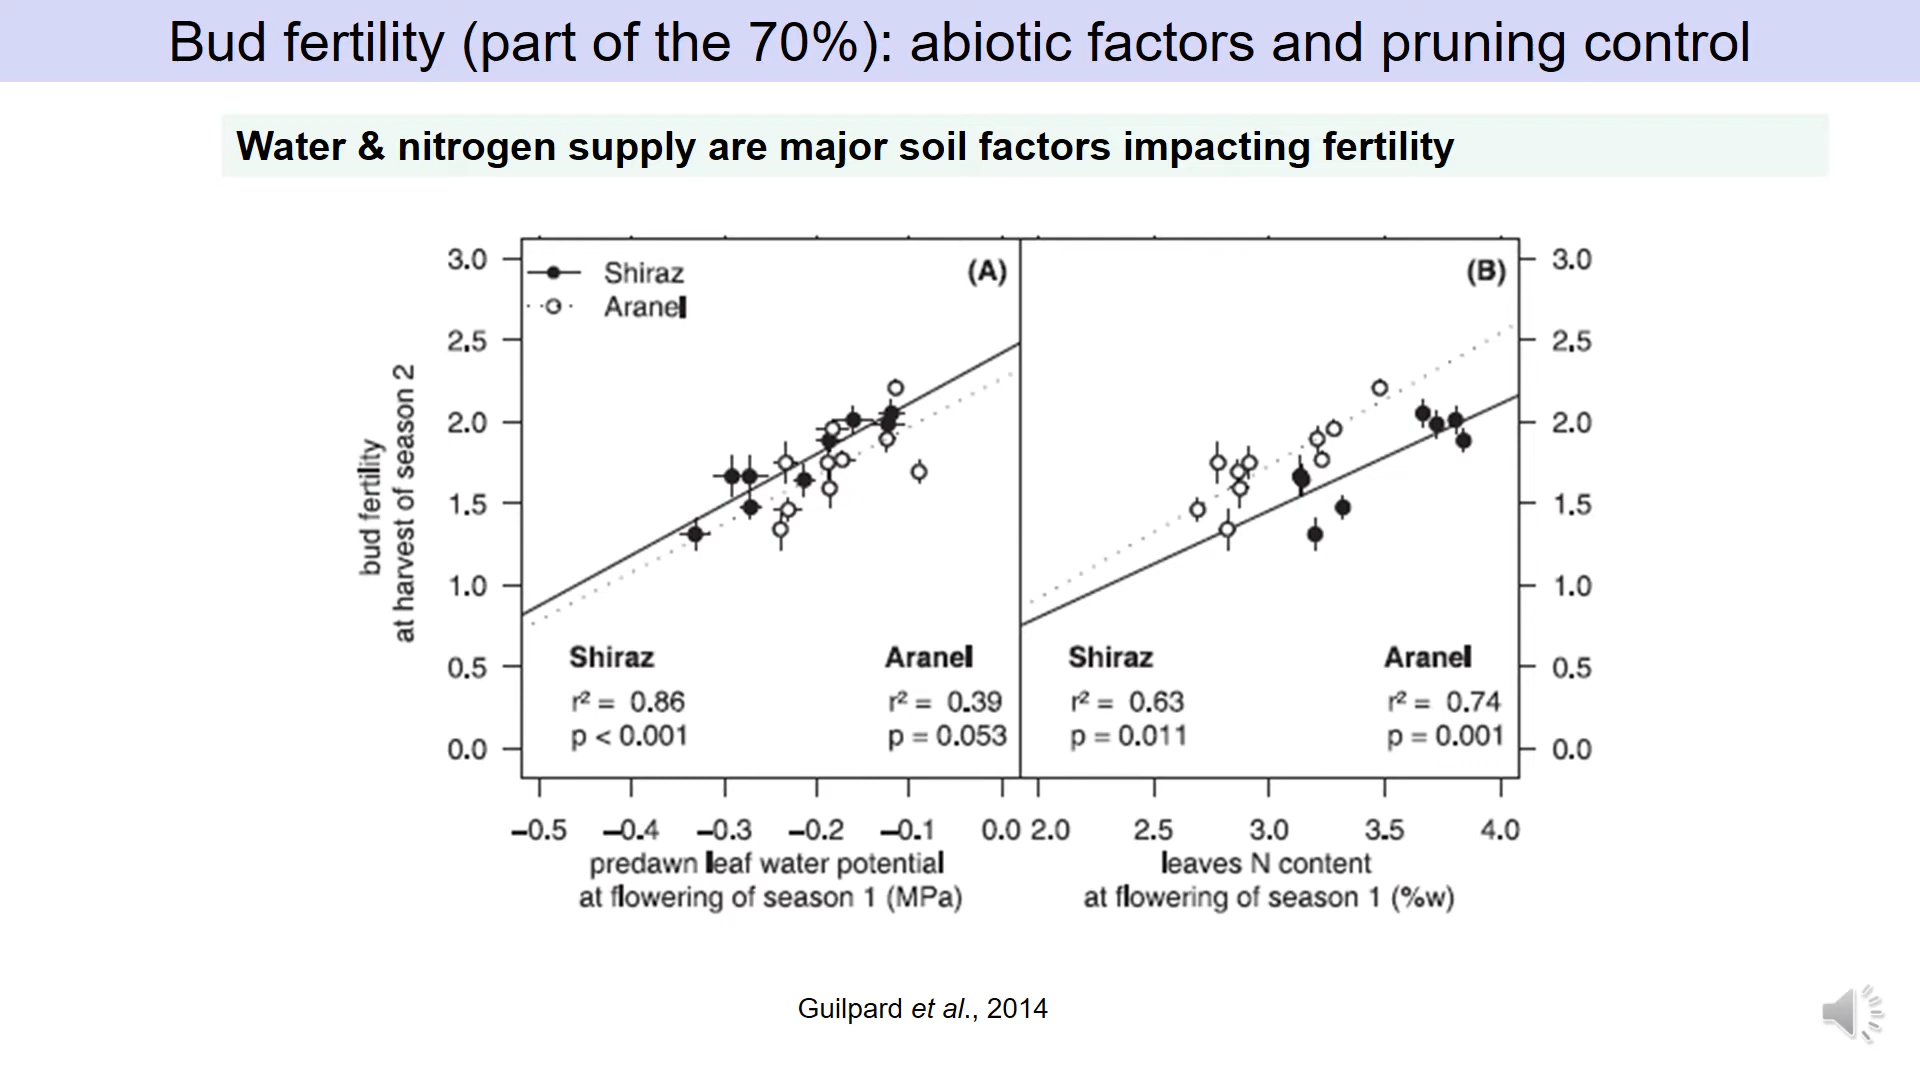 Bud fertility (part of the 70%): abiotic factors and pruning control
Water & nitrogen supply are major soil factors impacting fertility
bud fertility
at harvest of season 2
3.0
2.5
2.0
1.5
1.0
0.5
0.0
Shiraz
Aranel
(A)
Shiraz
r² = 0.86
p < 0.001
Aranel
r² = 0.39
p = 0.053
−0.5 −0.4 −0.3 −0.2 −0.1 0.0
predawn leaf water potential
at flowering of season 1 (MPa)
(B)
Shiraz
r² = 0.63
p = 0.011
Aranel
r² = 0.74
p = 0.001
3.0
2.5
2.0
1.5
1.0
0.5
0.0
2.0 2.5 3.0 3.5 4.0
leaves N content
at flowering of season 1 (%w)
Guilpard et al., 2014